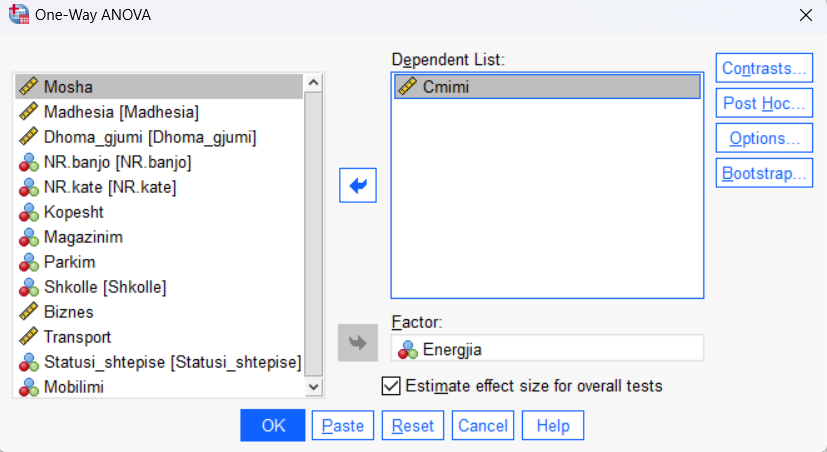 One-Way ANOVA
Mosha
Madhesia [Madhesia]
Dhoma_gjumi [Dhoma_gjumi]
NR.banjo [NR.banjo]
NR.kate [NR.kate]
Kopesht
Magazinim
Parkim
Shkolle [Shkolle]
Biznes
Transport
Statusi_shtepise [Statusi_shtepise]
Mobilimi
Dependent List:
Cmimi
Factor:
Energjia
Estimate effect size for overall tests
Contrasts...
Post Hoc...
Options...
Bootstrap...
OK Paste Reset Cancel Help